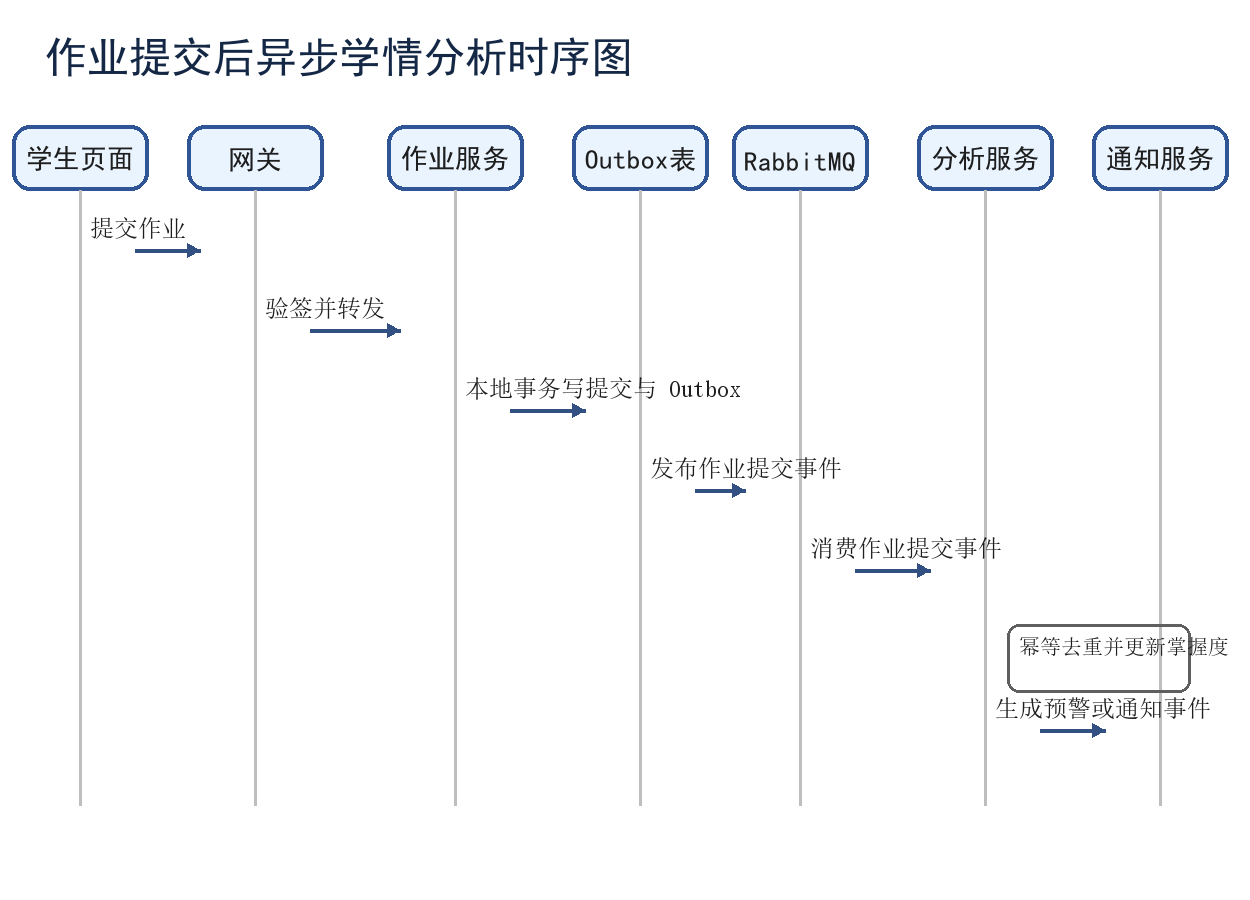 作业提交后异步学情分析时序图
学生页面
网关
作业服务
Outbox表
RabbitMQ
分析服务
通知服务
提交作业
验签并转发
本地事务写提交与 Outbox
发布作业提交事件
消费作业提交事件
幂等去重并更新掌握度
生成预警或通知事件